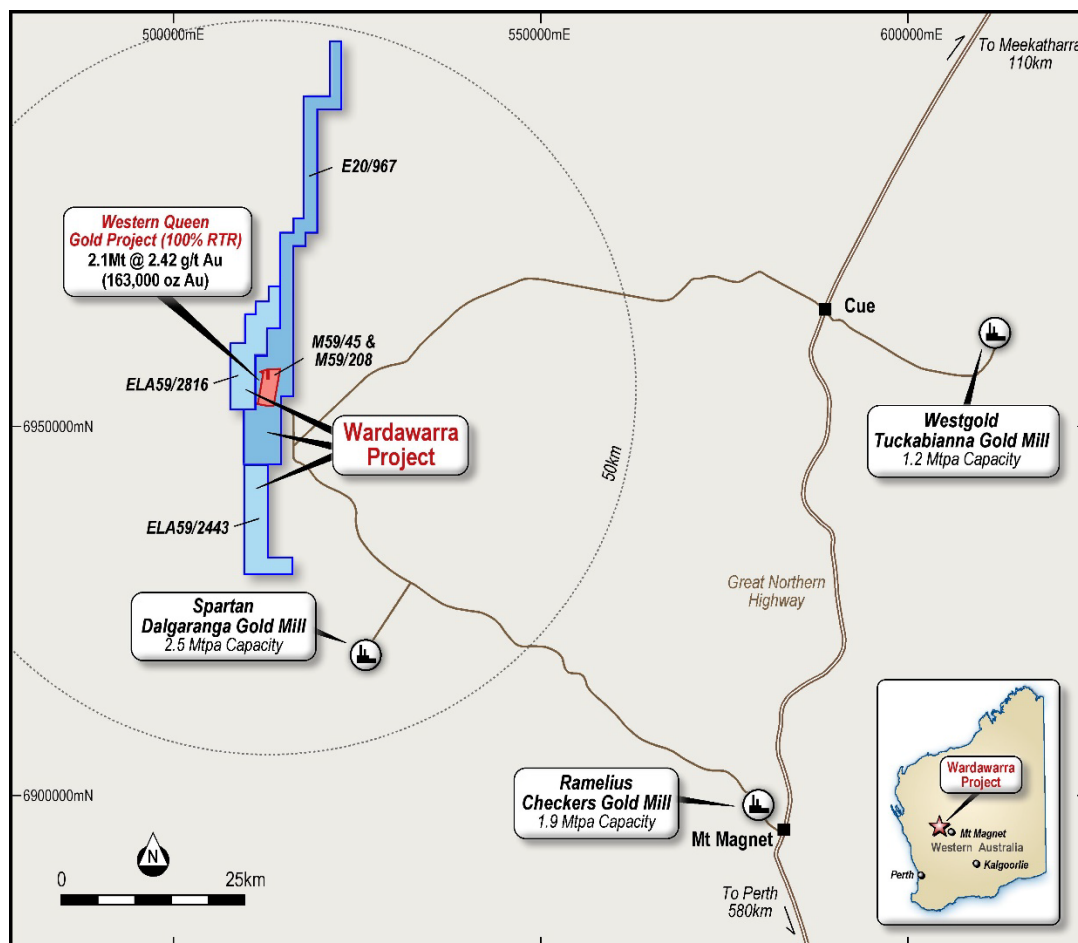 500000mE
550000mE
600000mE
To Meekatharra
110km
E20/967
Western Queen
Gold Project (100% RTR)
2.1Mt @ 2.42 g/t Au
(163,000 oz Au)
Cue
M59/45 &
M59/208
ELA59/2816
Westgold
Tuckabianna Gold Mill
1.2 Mtpa Capacity
6950000mN
Wardawarra
Project
50km
ELA59/2443
Great Northern
Highway
Spartan
Dalgaranga Gold Mill
2.5 Mtpa Capacity
Ramelius
Checkers Gold Mill
1.9 Mtpa Capacity
6900000mN
Mt Magnet
N
0
25km
To Perth
580km
Wardawarra
Project
Mt Magnet
Western Australia
Kalgoorlie
Perth